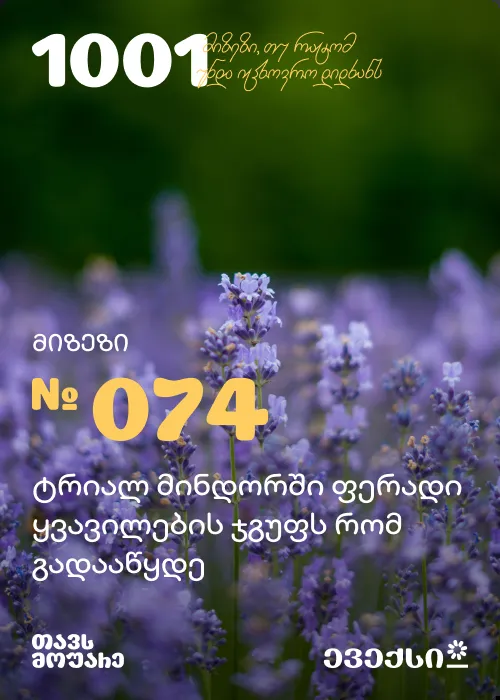 1001 მიზეზი, თუ რატომ
უნდა იცხოვრო დიდხანს
მიზეზი
№ 074
ტრიალ მინდორში ფერადი
ყვავილების ჯგუფს რომ
გადააწყდე
თავს
მოუარე
ევექსი